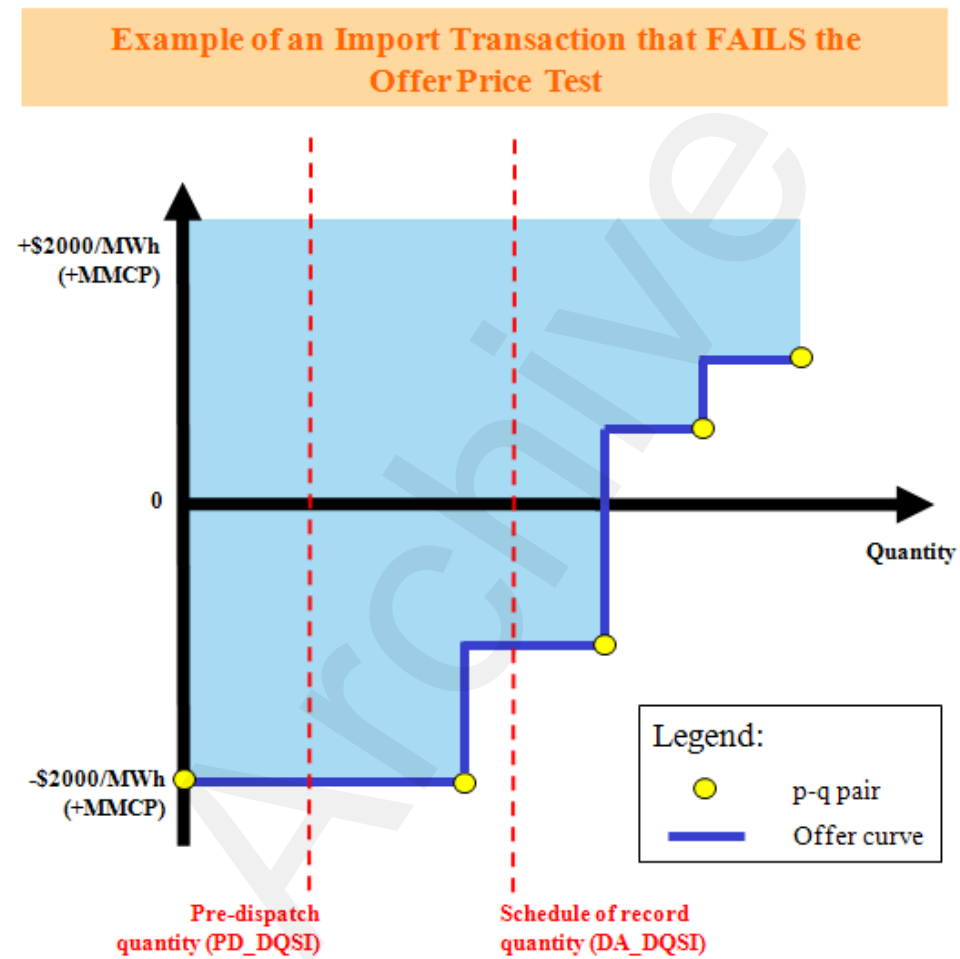 Example of an Import Transaction that FAILS the
Offer Price Test
+$2000/MWh
(+MMCP)
0
Quantity
-$2000/MWh
(+MMCP)
Legend:
p-q pair
Offer curve
Pre-dispatch
quantity (PD_DQSI)
Schedule of record
quantity (DA_DQSI)
Archive